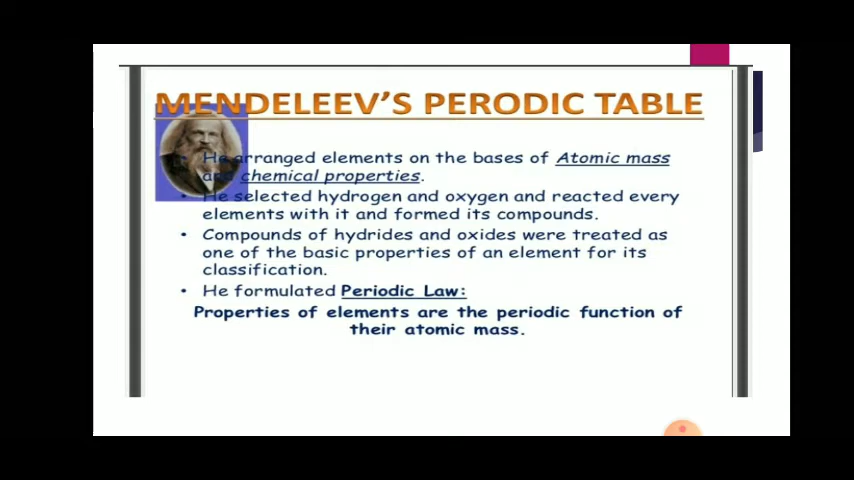 MENDELEEV'S PERODIC TABLE
• He arranged elements on the bases of Atomic mass
and chemical properties.
• He selected hydrogen and oxygen and reacted every
elements with it and formed its compounds.
• Compounds of hydrides and oxides were treated as
one of the basic properties of an element for its
classification.
• He formulated Periodic Law:
Properties of elements are the periodic function of
their atomic mass.